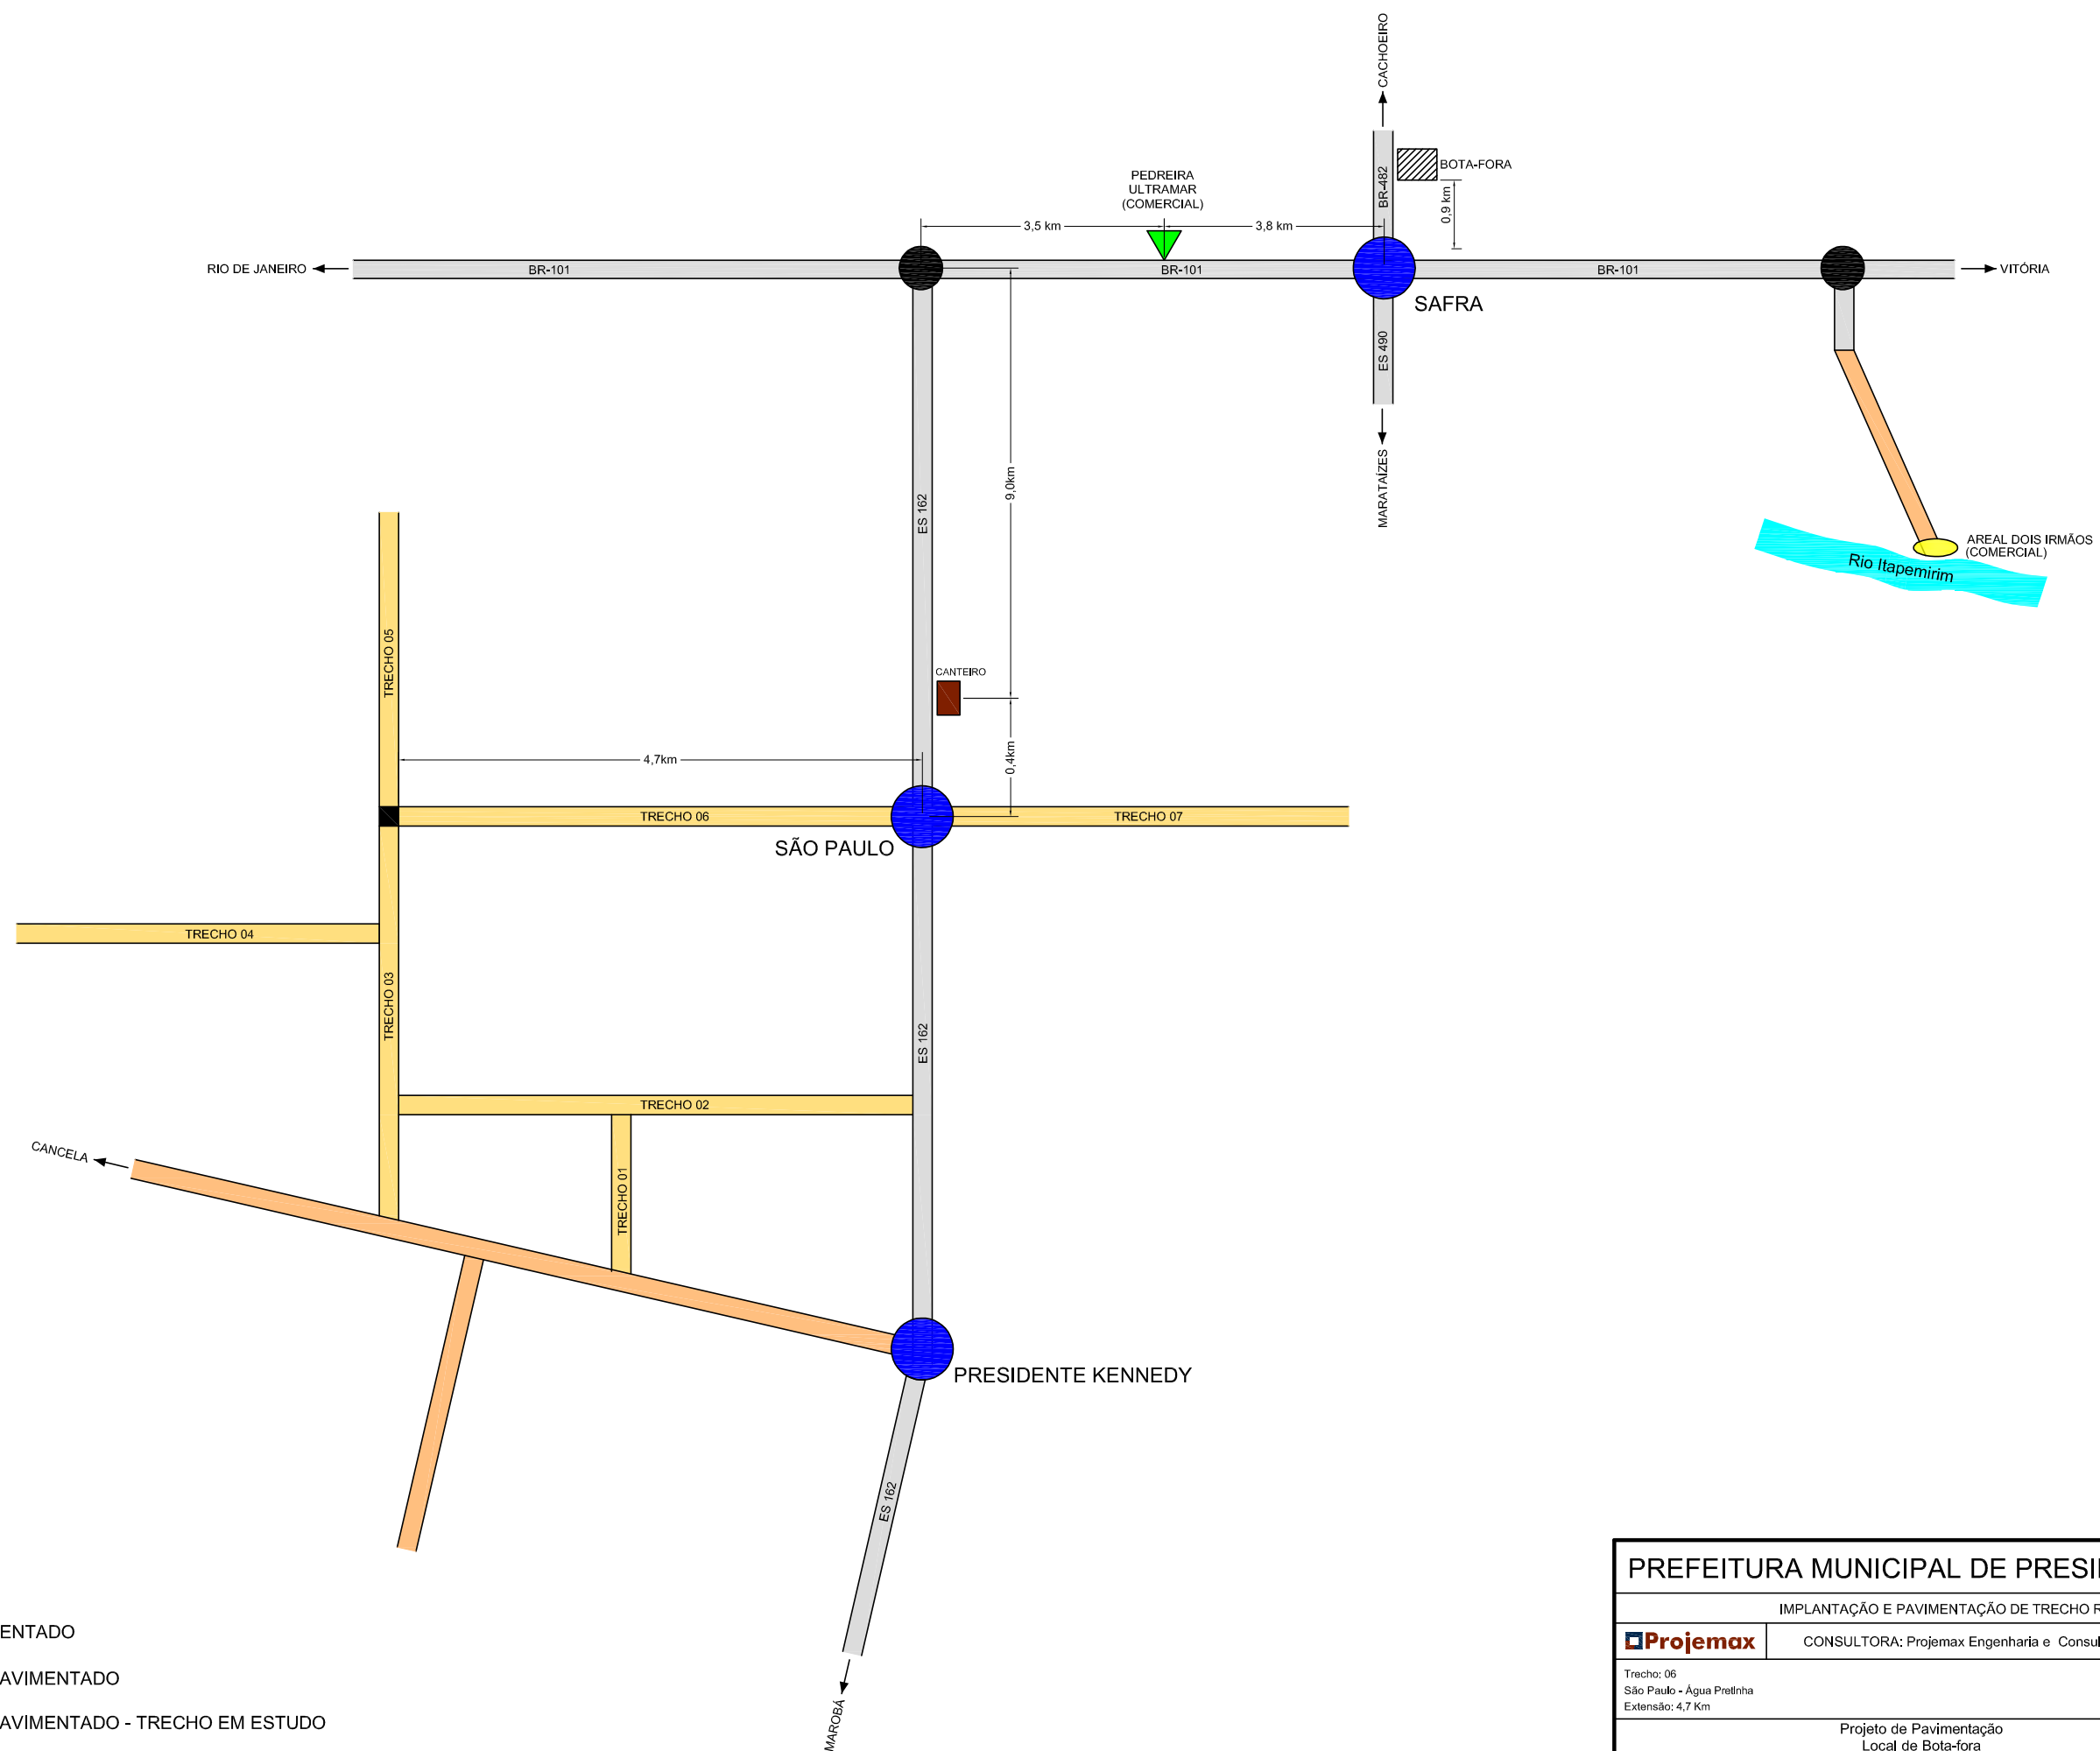 CACHOEIRO
BR-482
BOTA-FORA
0,9 km
PEDREIRA
ULTRAMAR
(COMERCIAL)
3,5 km
3,8 km
RIO DE JANEIRO
BR-101
BR-101
BR-101
VITÓRIA
SAFRA
ES 490
MARATAÍZES
ES 162
9,0km
AREAL DOIS IRMÃOS
(COMERCIAL)
Rio Itapemirim
TRECHO 05
CANTEIRO
4,7km
0,4km
TRECHO 06
TRECHO 07
SÃO PAULO
TRECHO 04
TRECHO 03
ES 162
TRECHO 02
TRECHO 01
CANCELA
PRESIDENTE KENNEDY
ES 162
MAROBÁ
ENTADO
AVIMENTADO
AVIMENTADO - TRECHO EM ESTUDO
PREFEITURA MUNICIPAL DE PRESI
IMPLANTAÇÃO E PAVIMENTAÇÃO DE TRECHO R
Projemax
CONSULTORA: Projemax Engenharia e Consul
Trecho: 06
São Paulo - Água Pretinha
Extensão: 4,7 Km
Projeto de Pavimentação
Local de Bota-fora